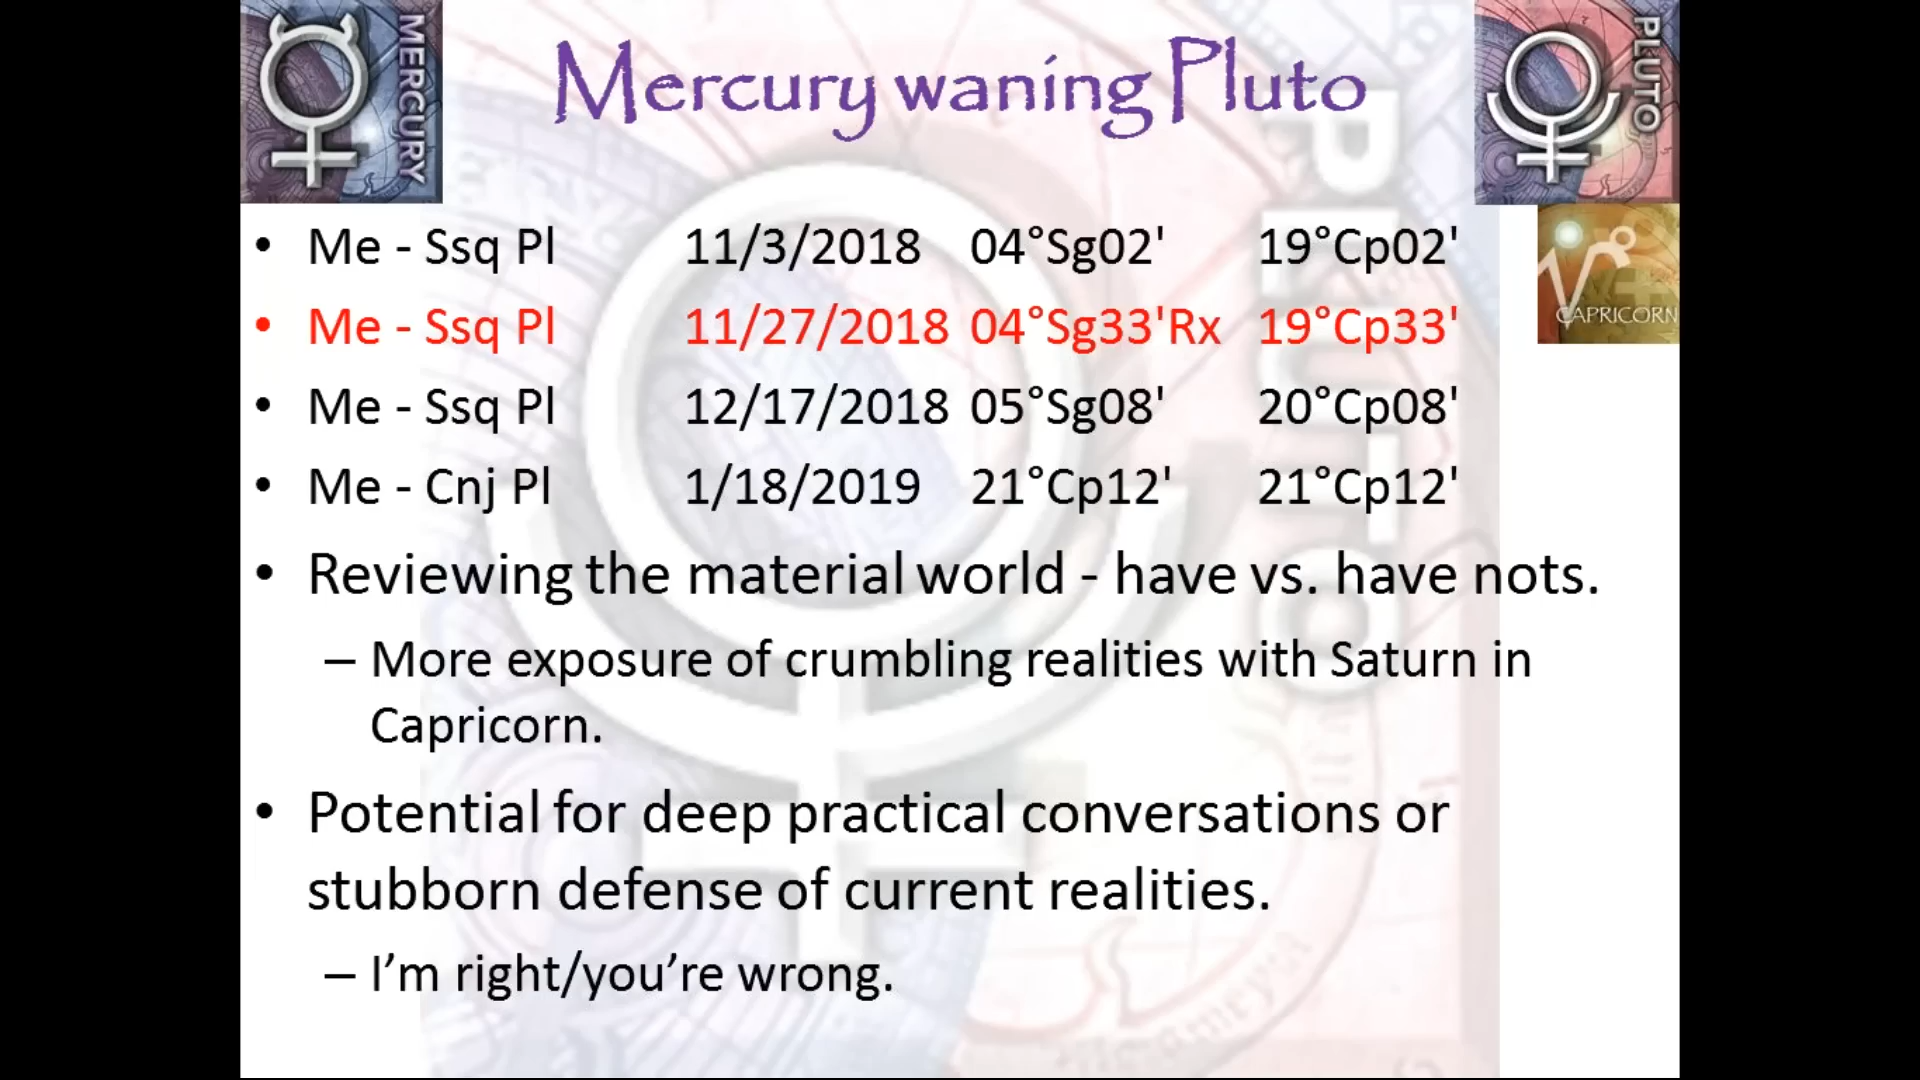 MERCURY
Mercury waning Pluto
PLUTO
• Me - Ssq Pl 11/3/2018 04°Sg02' 19°Cp02'
• Me - Ssq Pl 11/27/2018 04°Sg33'Rx 19°Cp33'
CAPRICORN
• Me - Ssq Pl 12/17/2018 05°Sg08' 20°Cp08'
• Me - Cnj Pl 1/18/2019 21°Cp12' 21°Cp12'
PLUTO
• Reviewing the material world - have vs. have nots.
– More exposure of crumbling realities with Saturn in
Capricorn.
• Potential for deep practical conversations or
stubborn defense of current realities.
– I’m right/you’re wrong.